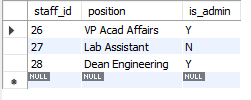 staff_id position is_admin
26 VP Acad Affairs Y
27 Lab Assistant N
28 Dean Engineering Y
NULL NULL NULL